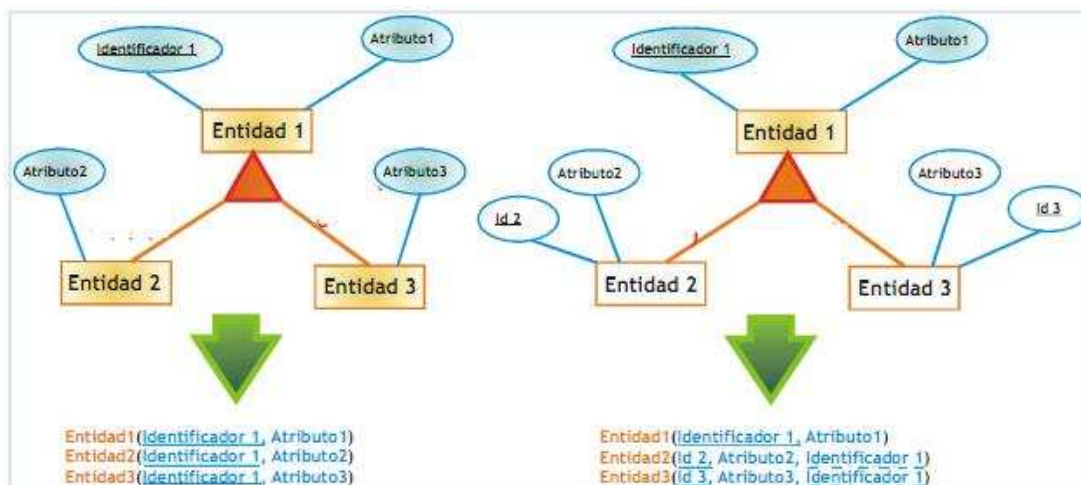 Identificador 1
Atributo1
Entidad 1
Atributo2
Atributo3
Entidad 2
Entidad 3
Entidad1(Identificador 1, Atributo1)
Entidad2(Identificador 1, Atributo2)
Entidad3(Identificador 1, Atributo3)
Identificador 1
Atributo1
Entidad 1
Atributo2
Atributo3
Id 2
Id 3
Entidad 2
Entidad 3
Entidad1(Identificador 1, Atributo1)
Entidad2(Id 2, Atributo2, Identificador 1)
Entidad3(Id 3, Atributo3, Identificador 1)